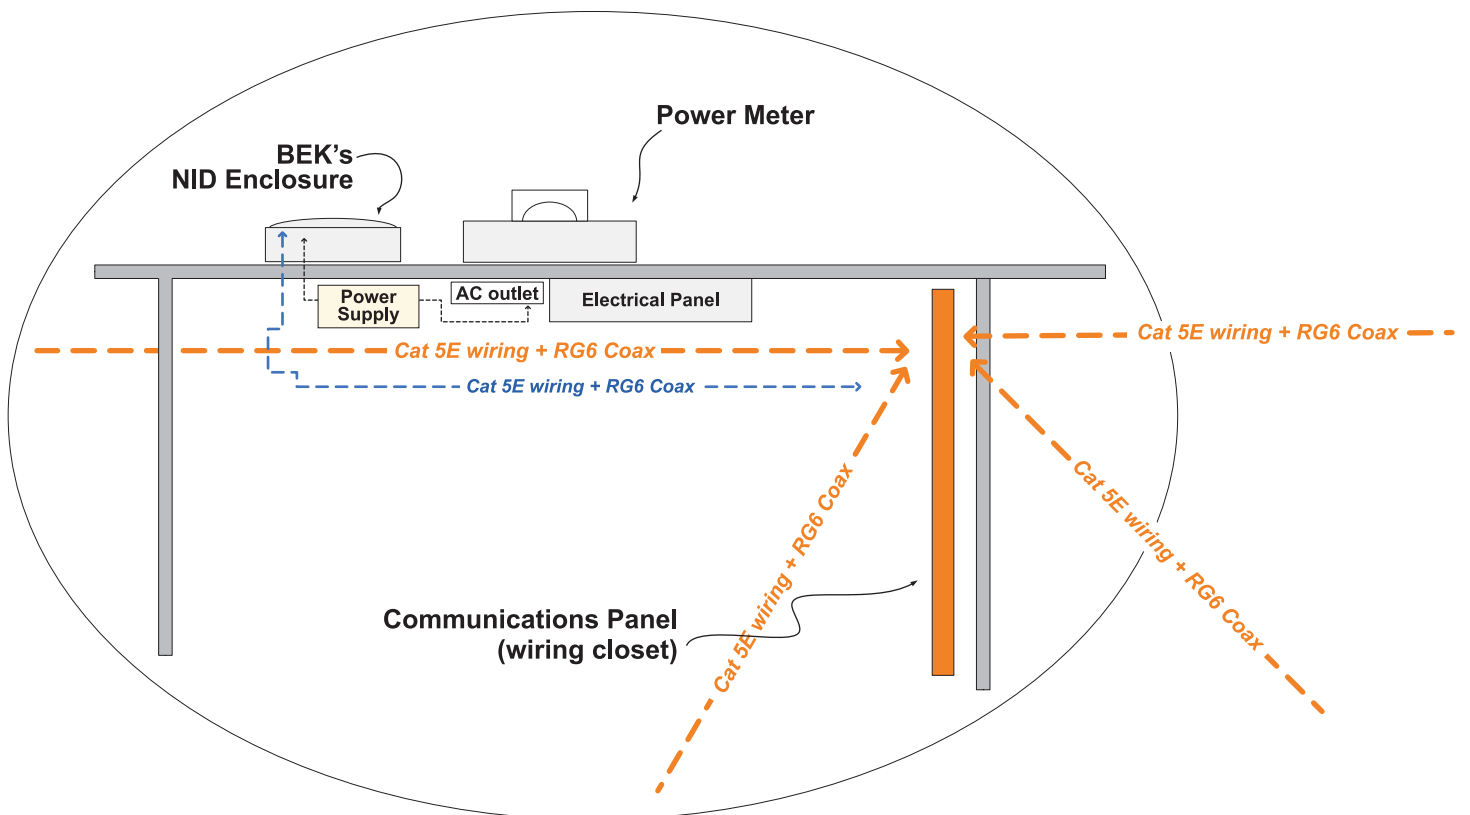 Power Meter
BEK’s
NID Enclosure
Power
Supply
AC outlet
Electrical Panel
Cat 5E wiring + RG6 Coax
Cat 5E wiring + RG6 Coax
Cat 5E wiring + RG6 Coax
Cat 5E wiring + RG6 Coax
Cat 5E wiring + RG6 Coax
Communications Panel
(wiring closet)